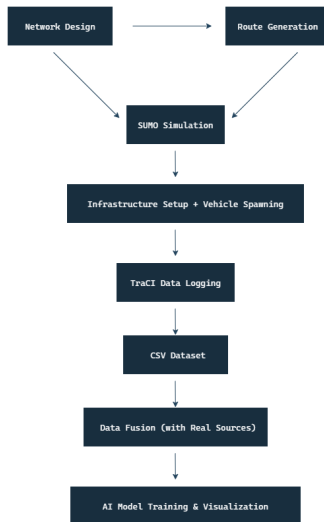 Network Design
Route Generation
SUMO Simulation
Infrastructure Setup + Vehicle Spawning
TraCI Data Logging
CSV Dataset
Data Fusion (with Real Sources)
AI Model Training & Visualization